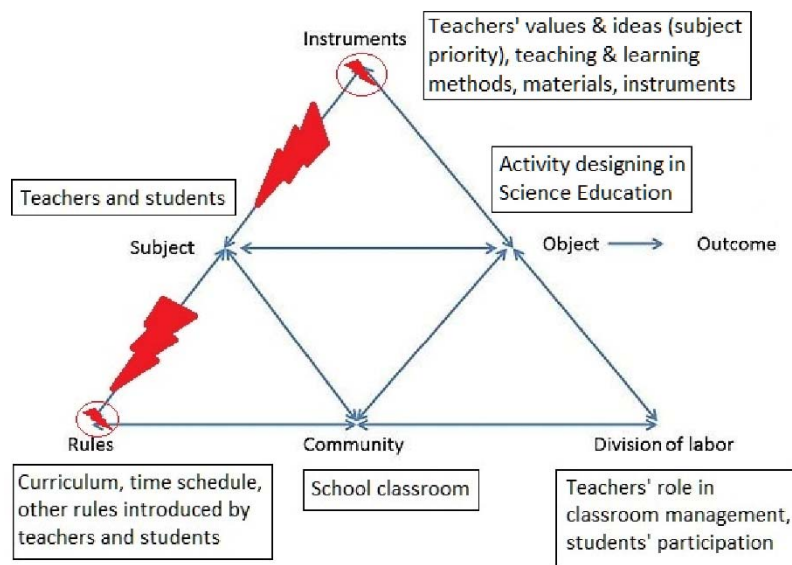 Instruments
Teachers' values & ideas (subject
priority), teaching & learning
methods, materials, instruments
Activity designing in
Science Education
Teachers and students
Subject
Object
Outcome
Rules
Community
Division of labor
Curriculum, time schedule,
other rules introduced by
teachers and students
School classroom
Teachers' role in
classroom management,
students' participation